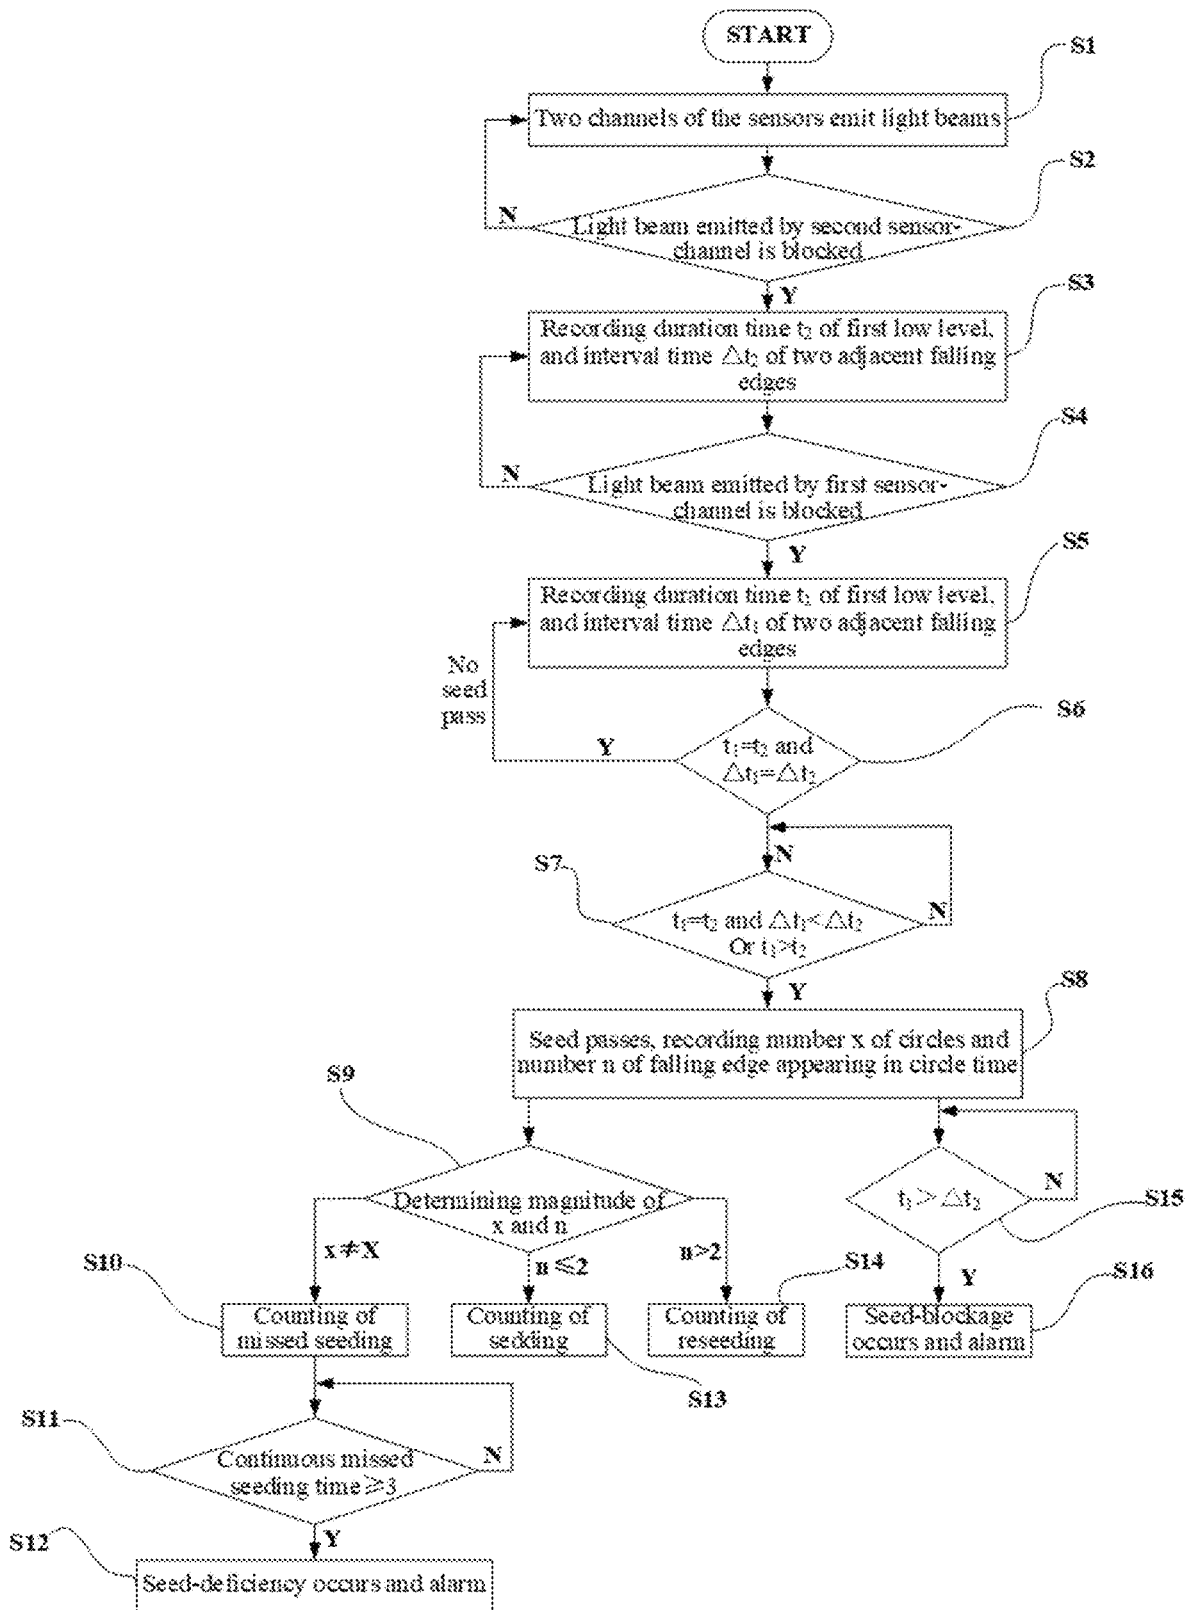 START
S1
Two channels of the sensors emit light beams
S2
N
Light beam emitted by second sensor-
channel is blocked
Y
S3
Recording duration time t₂ of first low level,
and interval time △t₂ of two adjacent falling
edges
S4
N
Light beam emitted by first sensor-
channel is blocked
Y
S5
Recording duration time t₁ of first low level,
and interval time △t₁ of two adjacent falling
edges
No
seed
pass
S6
Y
t₁=t₂ and
△t₁=△t₂
N
S7
N
t₁=t₂ and △t₁<△t₂
Or t₁>t₂
Y
S8
Seed passes, recording number x of circles and
number n of falling edge appearing in circle time
S9
Determining magnitude of
x and n
N
t₁＞△t₂
S15
x≠X
n≤2
n>2
Y
S10
S14
S16
Counting of
missed seeding
Counting of
sedding
Counting of
reseeding
Seed-blockage
occurs and alarm
S13
S11
N
Continuous missed
seeding time≥3
Y
S12
Seed-deficiency occurs and alarm